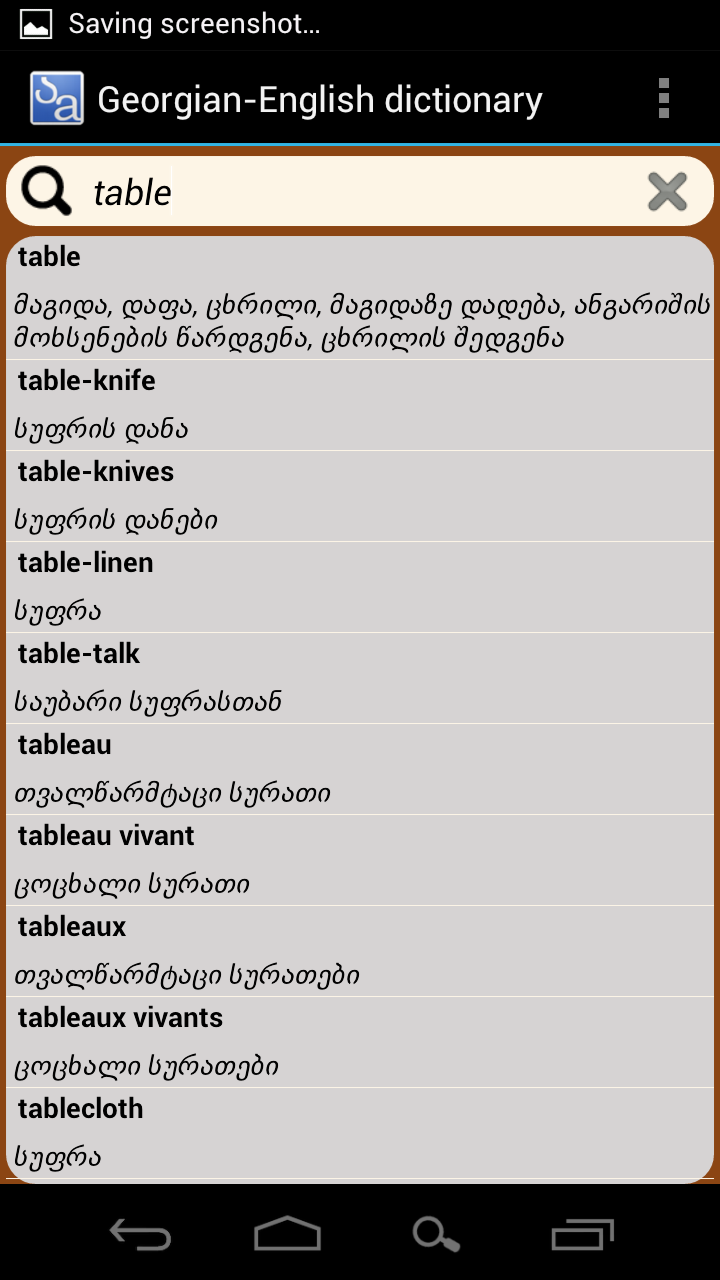 Saving screenshot...
Georgian-English dictionary
table
table
მაგიდა, დაფა, ცხრილი, მაგიდაზე დადება, ანგარიშის
მოხსენების წარდგენა, ცხრილის შედგენა
table-knife
სუფრის დანა
table-knives
სუფრის დანები
table-linen
სუფრა
table-talk
საუბარი სუფრასთან
tableau
თვალწარმტაცი სურათი
tableau vivant
ცოცხალი სურათი
tableaux
თვალწარმტაცი სურათები
tableaux vivants
ცოცხალი სურათები
tablecloth
სუფრა